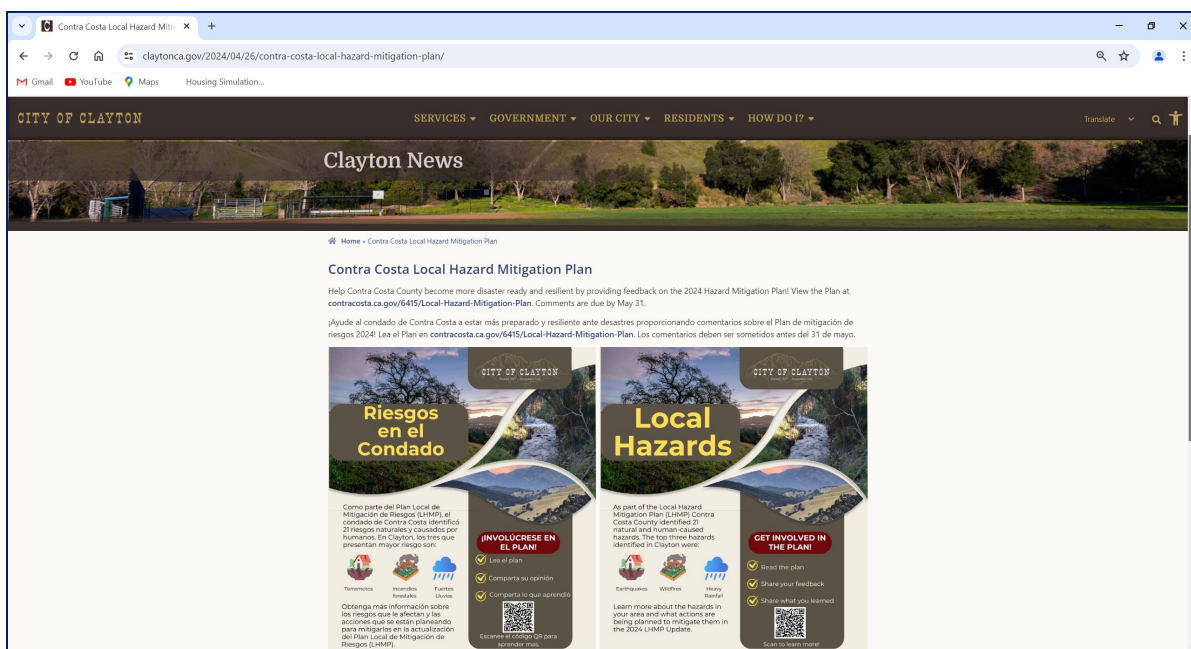 Contra Costa Local Hazard Miti
claytonca.gov/2024/04/26/contra-costa-local-hazard-mitigation-plan/
Gmail YouTube Maps Housing Simulation...
CITY OF CLAYTON SERVICES GOVERNMENT OUR CITY RESIDENTS HOW DO I? Translate
Clayton News
Home » Contra Costa Local Hazard Mitigation Plan
Contra Costa Local Hazard Mitigation Plan
Help Contra Costa County become more disaster ready and resilient by providing feedback on the 2024 Hazard Mitigation Plan! View the Plan at
contracosta.ca.gov/6415/Local-Hazard-Mitigation-Plan. Comments are due by May 31.
¡Ayude al condado de Contra Costa a estar más preparado y resiliente ante desastres proporcionando comentarios sobre el Plan de mitigación de
riesgos 2024! Lea el Plan en contracosta.ca.gov/6415/Local-Hazard-Mitigation-Plan. Los comentarios deben ser sometidos antes del 31 de mayo.
CITY OF CLAYTON
Riesgos
en el
Condado
Como parte del Plan Local de
Mitigación de Riesgos (LHMP), el
condado de Contra Costa identificó
21 riesgos naturales y causados por
humanos. En Clayton, los tres que
presentan mayor riesgo son:
Terremotos
Incendios
forestales
Fuertes
Lluvias
Obtenga más información sobre
los riesgos que le afectan y las
acciones que se están planeando
para mitigarlos en la actualización
del Plan Local de Mitigación de
Riesgos (LHMP).
¡INVOLÚCRESE EN
EL PLAN!
Lea el plan
Comparta su opinión
Comparta lo que aprendió
Escanee el código QR para
aprender mas.
CITY OF CLAYTON
Local
Hazards
As part of the Local Hazard
Mitigation Plan (LHMP) Contra
Costa County identified 21
natural and human-caused
hazards. The top three hazards
identified in Clayton were:
Earthquakes
Wildfires
Heavy
Rainfall
Learn more about the hazards in
your area and what actions are
being planned to mitigate them in
the 2024 LHMP Update.
GET INVOLVED IN
THE PLAN!
Read the plan
Share your feedback
Share what you learned
Scan to learn more!